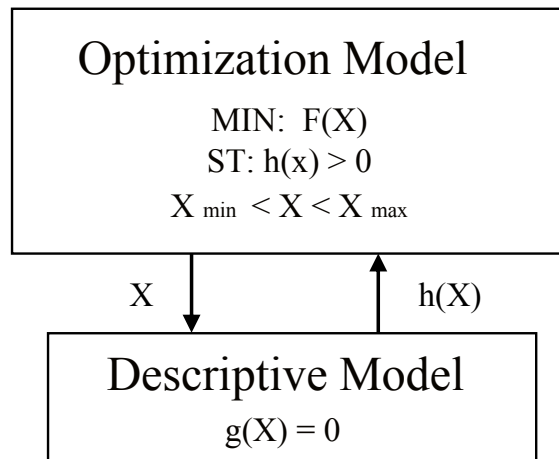 Optimization Model
MIN: F(X)
ST: h(x) > 0
X min < X < X max
X
h(X)
Descriptive Model
g(X) = 0